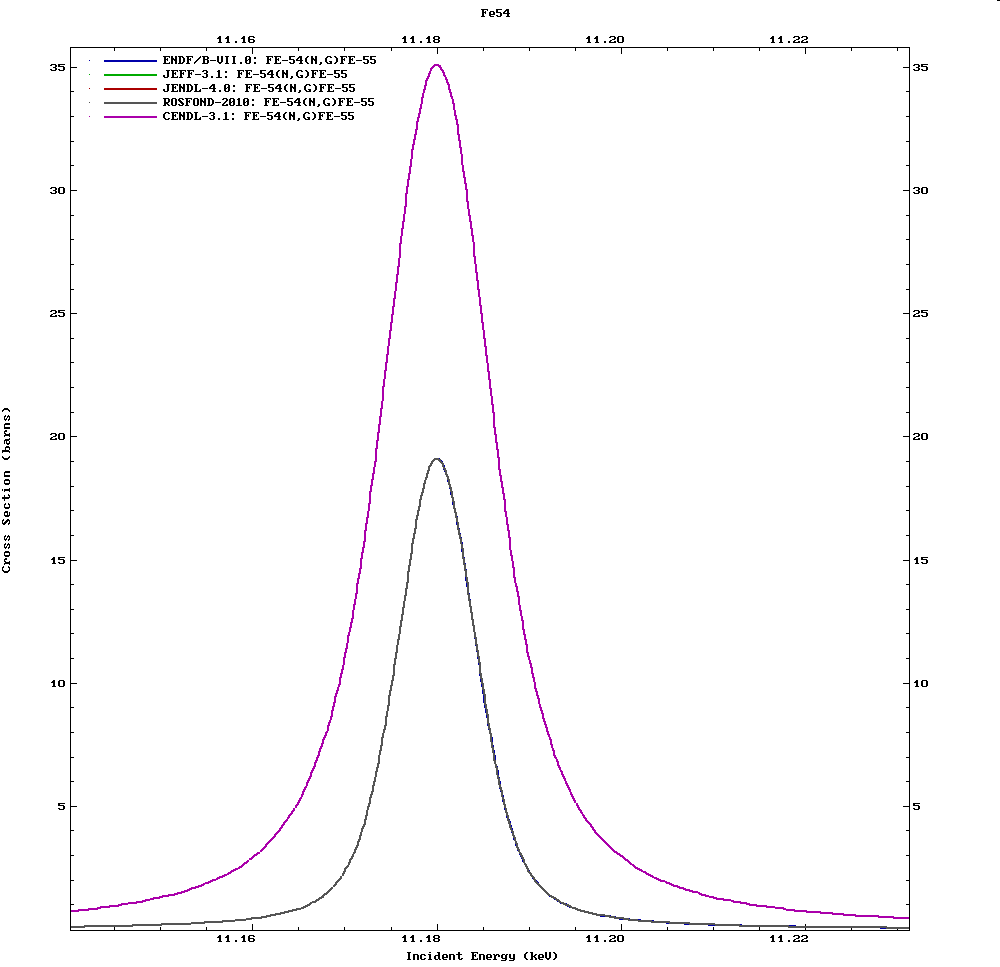 Fe54
11.16 11.18 11.20 11.22
ENDF/B-VII.0: FE-54(N,G)FE-55
JEFF-3.1: FE-54(N,G)FE-55
JENDL-4.0: FE-54(N,G)FE-55
ROSFOND-2010: FE-54(N,G)FE-55
CENDL-3.1: FE-54(N,G)FE-55
35 35
30 30
25 25
20 20
Cross Section (barns)
15 15
10 10
5 5
11.16 11.18 11.20 11.22
Incident Energy (keV)